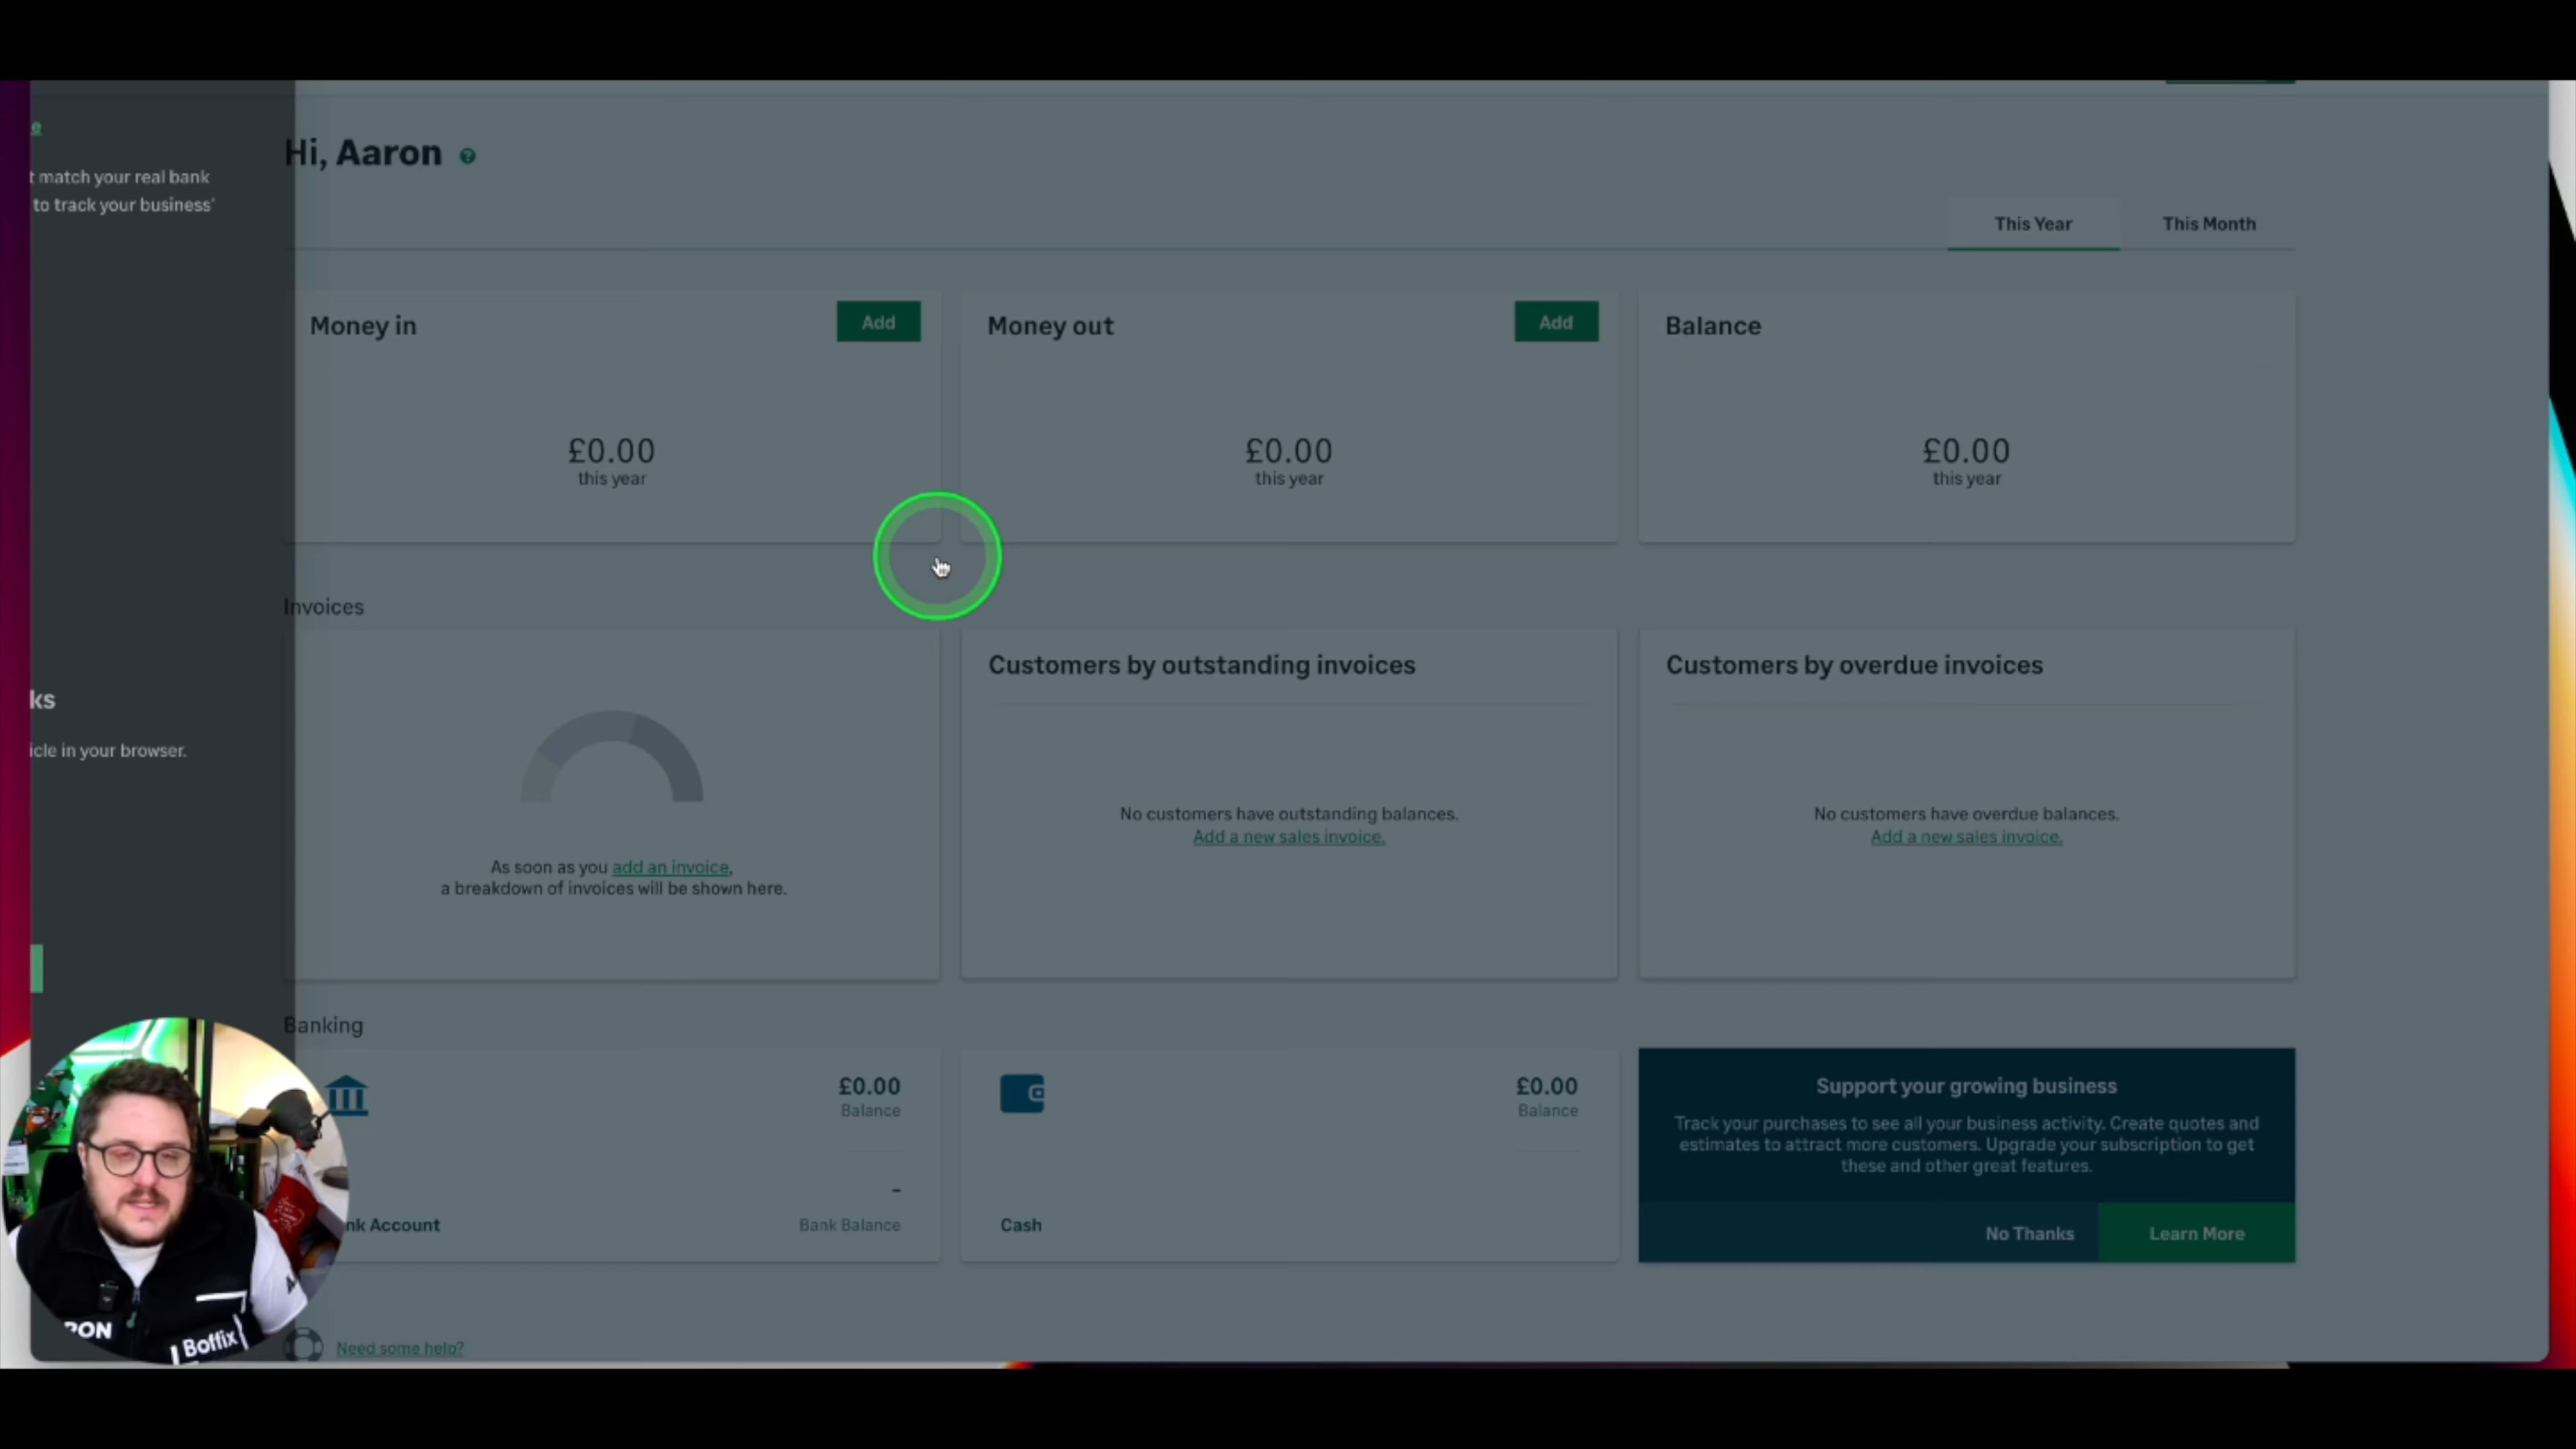 Hi, Aaron
t match your real bank
to track your business'
This Year
This Month
Money in
Add
£0.00
this year
Money out
Add
£0.00
this year
Balance
£0.00
this year
Invoices
As soon as you add an invoice,
a breakdown of invoices will be shown here.
Customers by outstanding invoices
No customers have outstanding balances.
Add a new sales invoice.
Customers by overdue invoices
No customers have overdue balances.
Add a new sales invoice.
ks
icle in your browser.
Banking
£0.00
Balance
-
nk Account
Bank Balance
£0.00
Balance
Cash
Support your growing business
Track your purchases to see all your business activity. Create quotes and
estimates to attract more customers. Upgrade your subscription to get
these and other great features.
No Thanks
Learn More
Need some help?
RON
Boffix